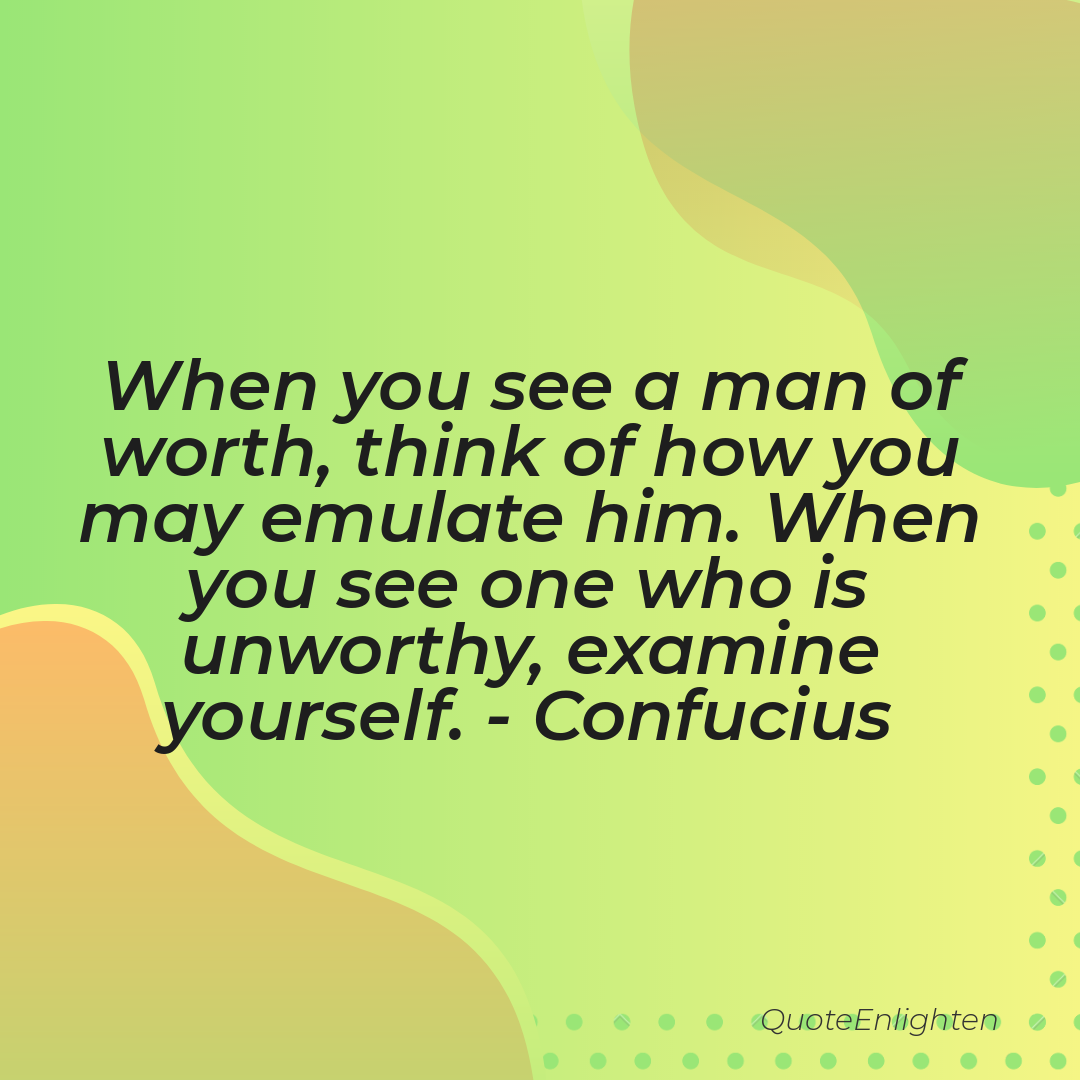 When you see a man of
worth, think of how you
may emulate him. When
you see one who is
unworthy, examine
yourself. - Confucius
QuoteEnlighten